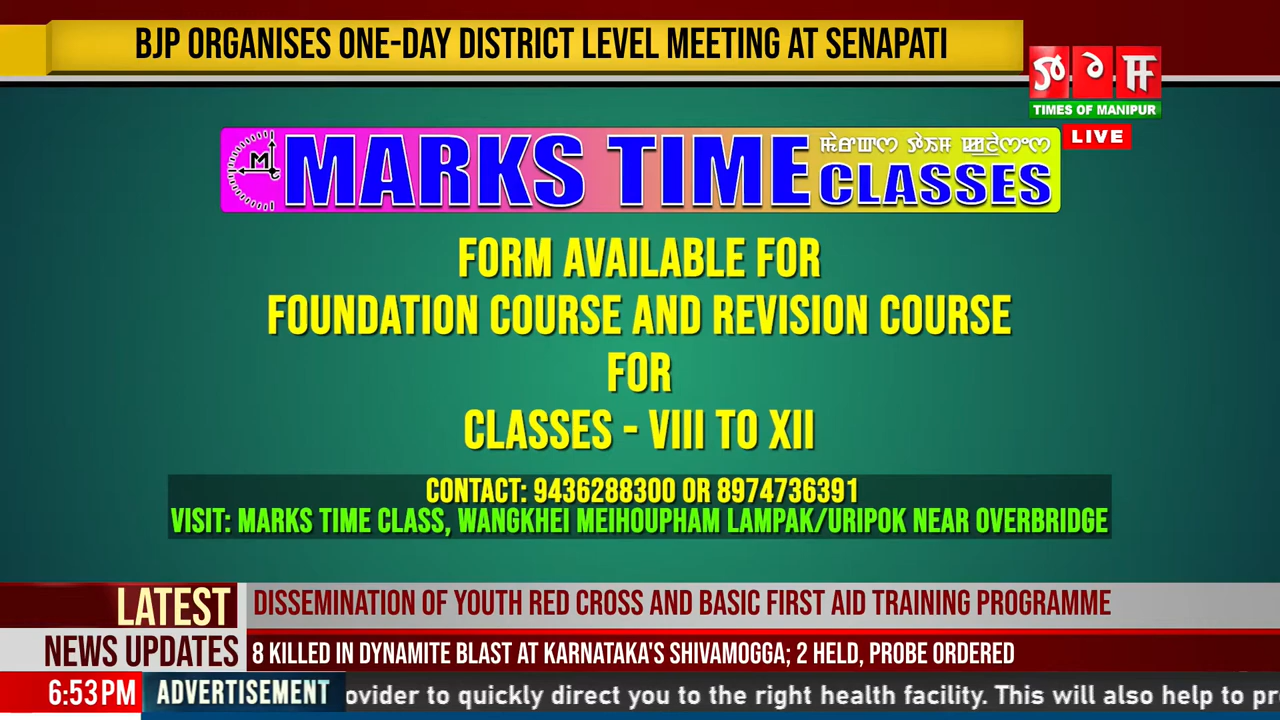 BJP ORGANISES ONE-DAY DISTRICT LEVEL MEETING AT SENAPATI
TIMES OF MANIPUR
LIVE
M
MARKS TIME
CLASSES
FORM AVAILABLE FOR
FOUNDATION COURSE AND REVISION COURSE
FOR
CLASSES - VIII TO XII
CONTACT: 9436288300 OR 8974736391
VISIT: MARKS TIME CLASS, WANGKHEI MEIHOUPHAM LAMPAK/URIPOK NEAR OVERBRIDGE
LATEST
NEWS UPDATES
DISSEMINATION OF YOUTH RED CROSS AND BASIC FIRST AID TRAINING PROGRAMME
8 KILLED IN DYNAMITE BLAST AT KARNATAKA'S SHIVAMOGGA; 2 HELD, PROBE ORDERED
6:53 PM
ADVERTISEMENT
ovider to quickly direct you to the right health facility. This will also help to pr